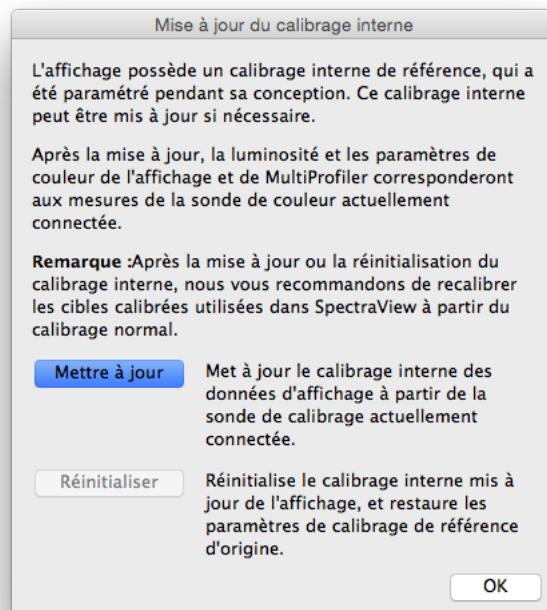 Mise à jour du calibrage interne
L'affichage possède un calibrage interne de référence, qui a
été paramétré pendant sa conception. Ce calibrage interne
peut être mis à jour si nécessaire.
Après la mise à jour, la luminosité et les paramètres de
couleur de l'affichage et de MultiProfiler correspondront
aux mesures de la sonde de couleur actuellement
connectée.
Remarque :Après la mise à jour ou la réinitialisation du
calibrage interne, nous vous recommandons de recalibrer
les cibles calibrées utilisées dans SpectraView à partir du
calibrage normal.
Mettre à jour
Met à jour le calibrage interne des
données d'affichage à partir de la
sonde de calibrage actuellement
connectée.
Réinitialiser
Réinitialise le calibrage interne mis à
jour de l'affichage, et restaure les
paramètres de calibrage de référence
d'origine.
OK